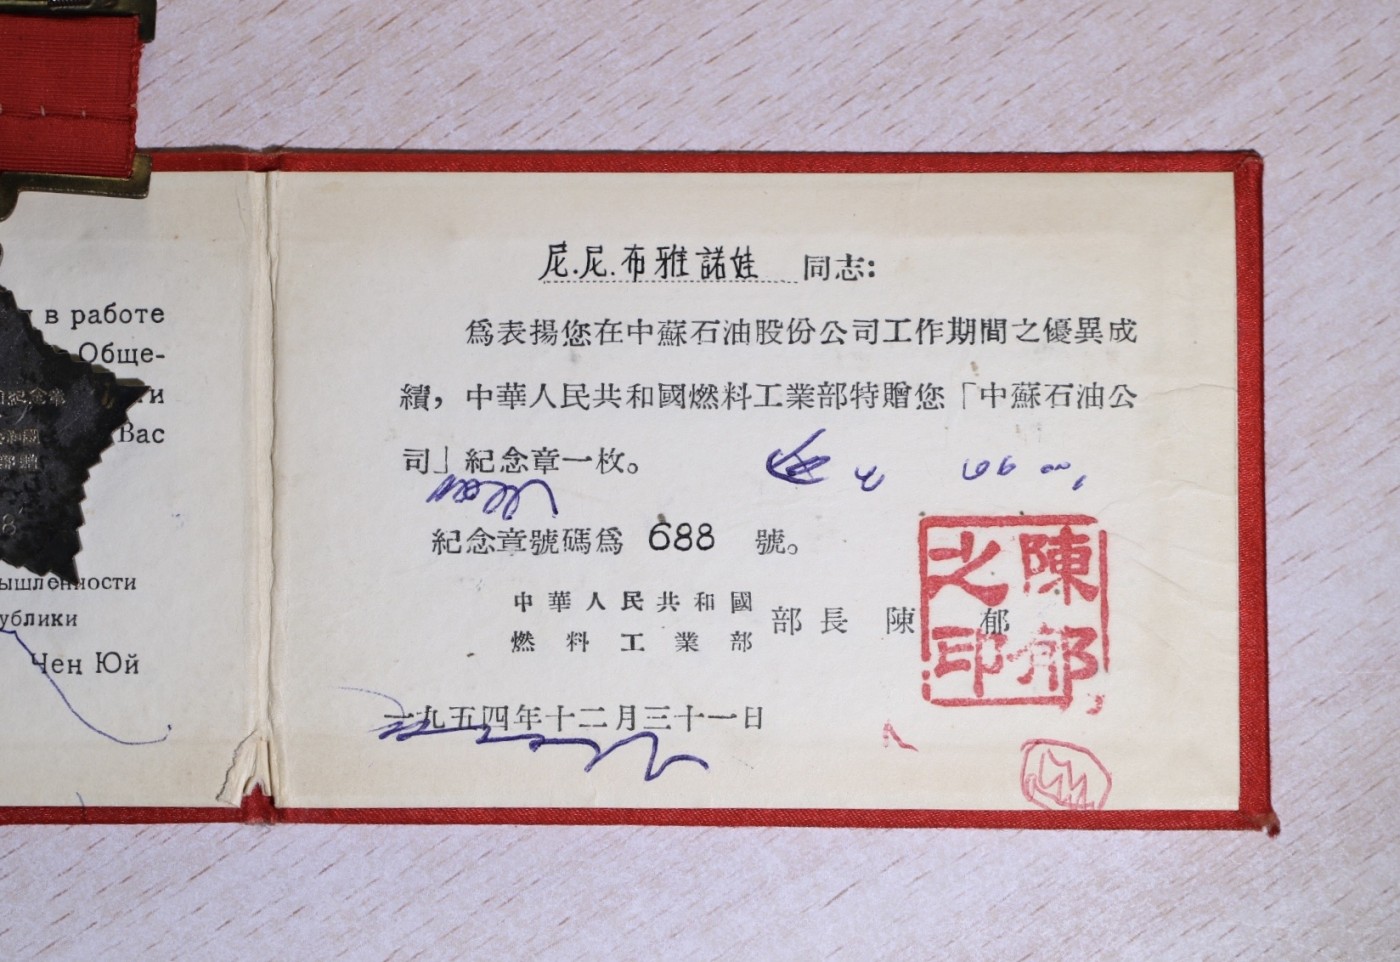 в работе
Обще-
ти
Вас
8
мышленности
ублики
Чен Юй
尼.尼.布雅諾娃 同志:
爲表揚您在中蘇石油股份公司工作期間之優異成
績，中華人民共和國燃料工業部特贈您「中蘇石油公
司」紀念章一枚。
紀念章號碼爲 688 號。
中華人民共和國
燃料工業部
部長 陳郁
陳郁之印
一九五四年十二月三十一日